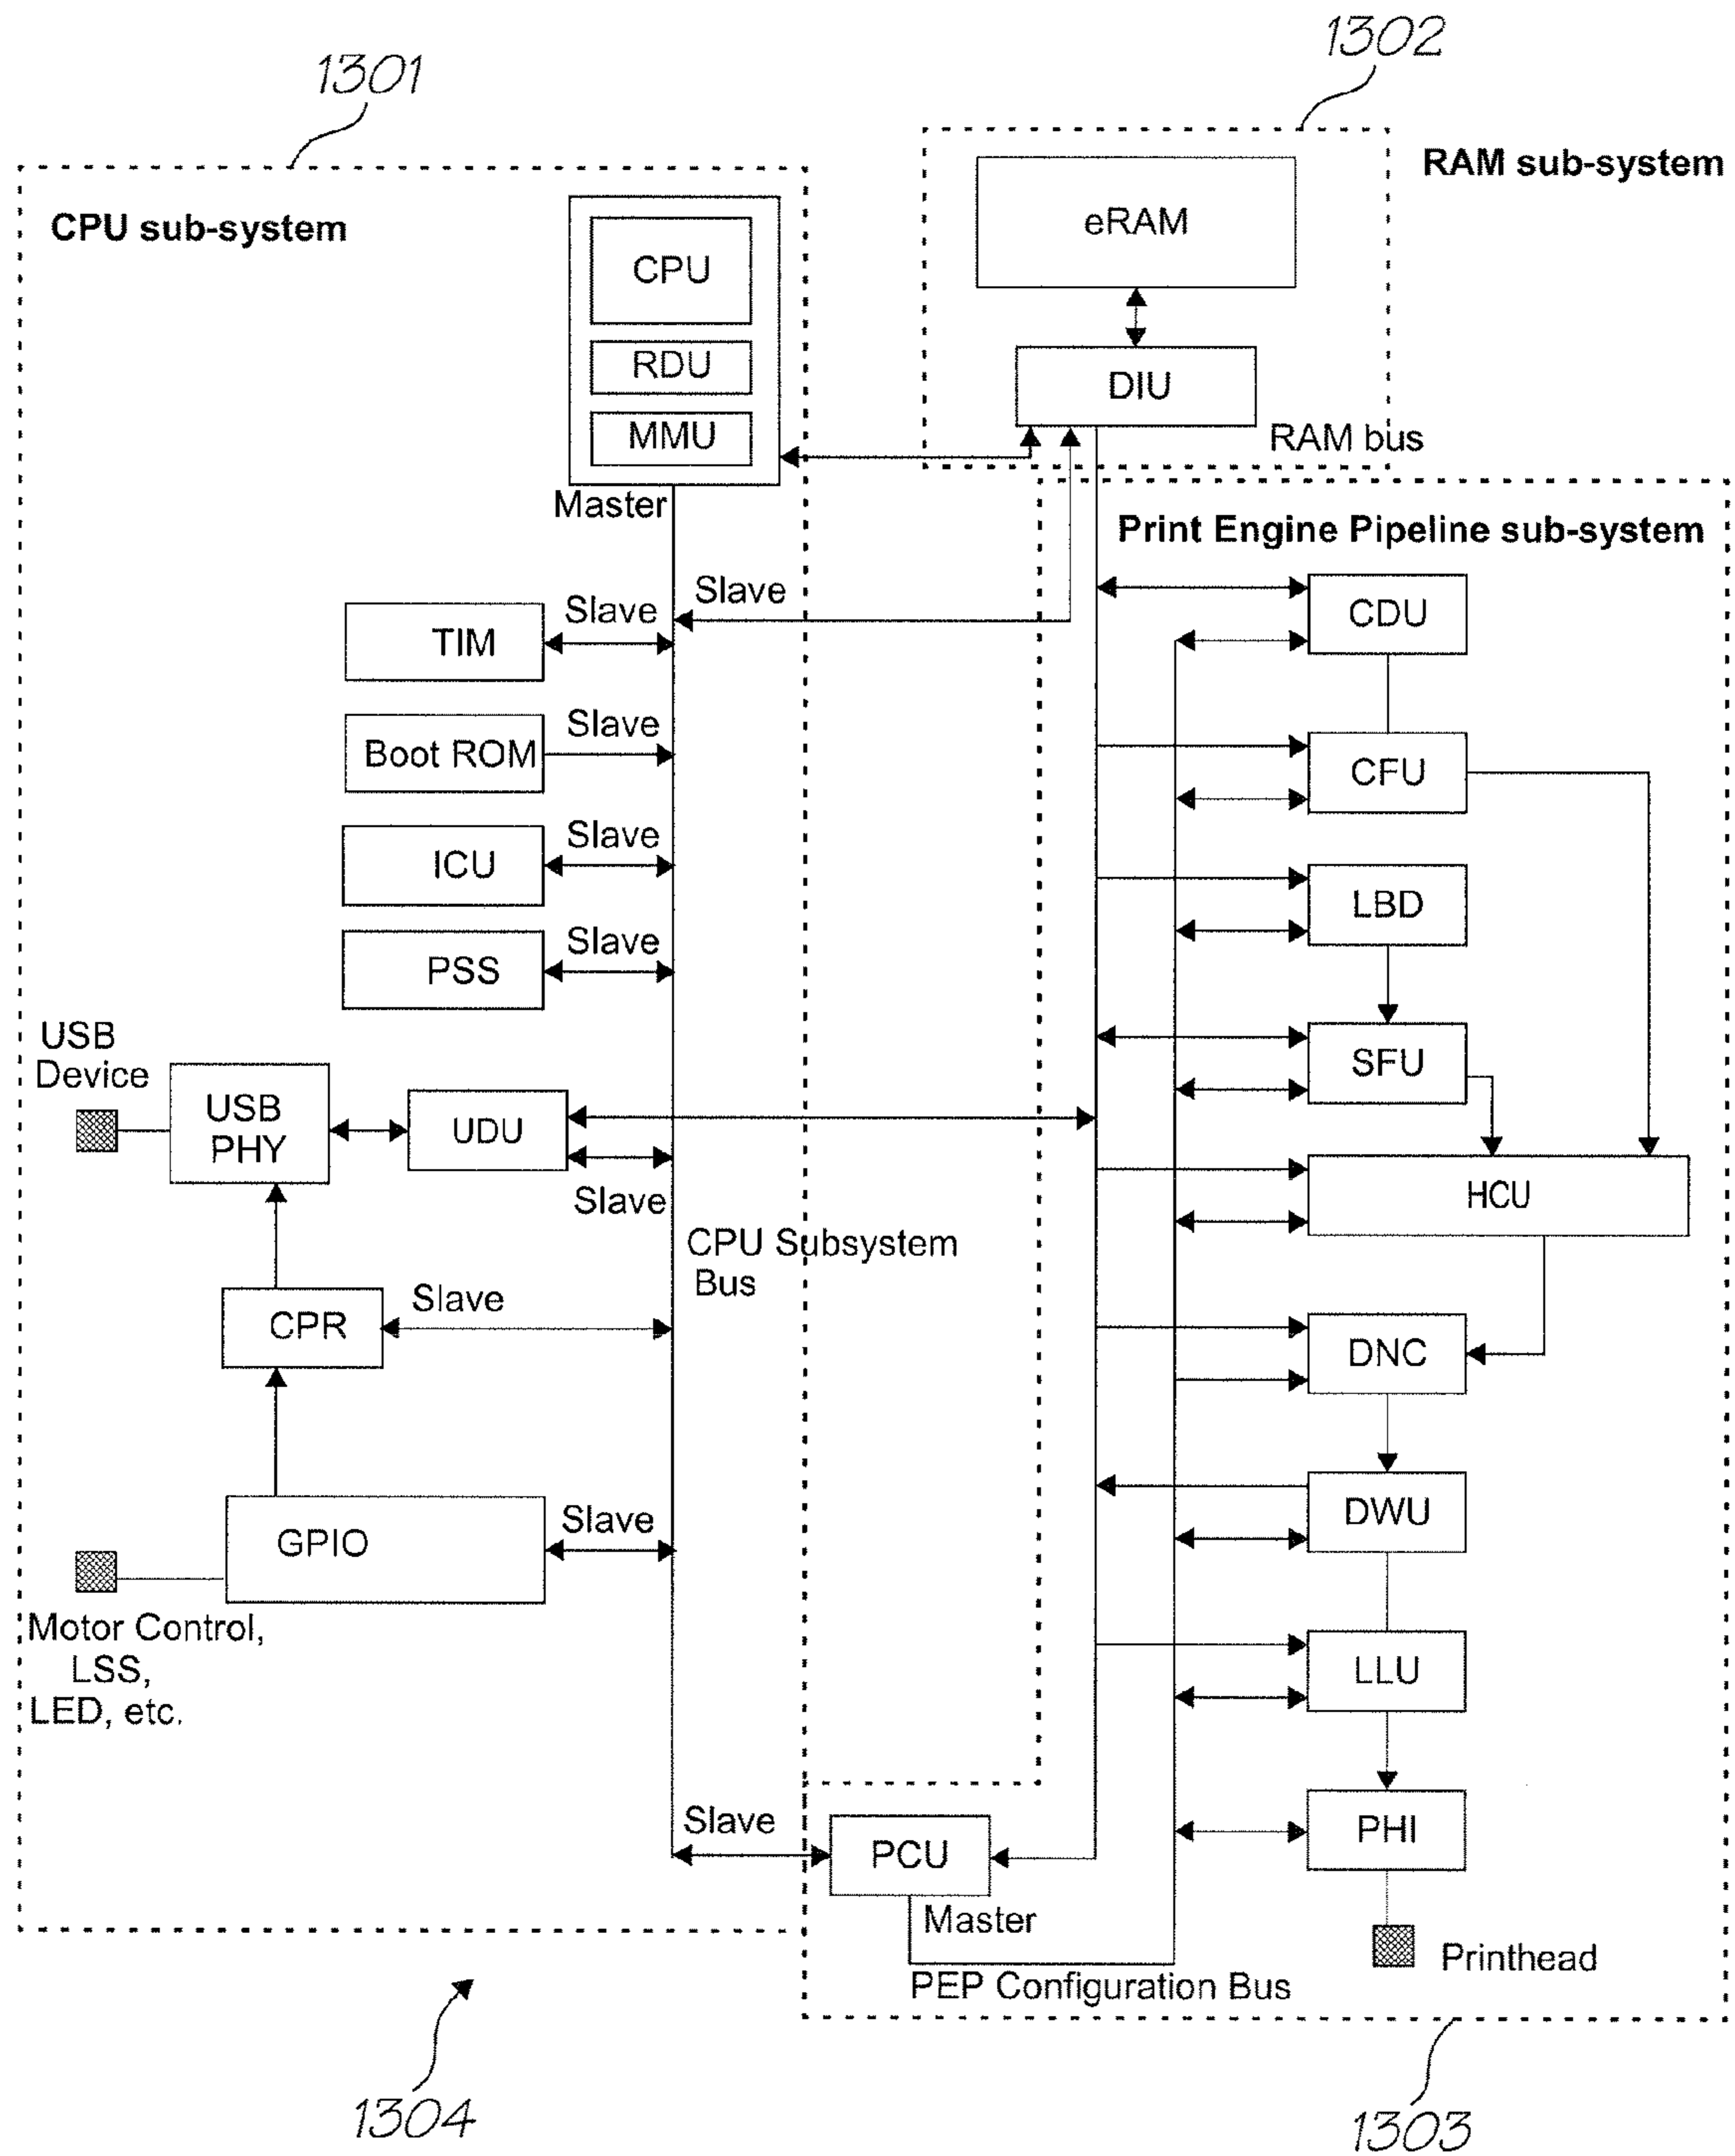 1301
1302
CPU sub-system
CPU
RDU
MMU
Master
RAM sub-system
eRAM
DIU
RAM bus
Print Engine Pipeline sub-system
Slave
TIM
Slave
Slave
Boot ROM
Slave
ICU
Slave
PSS
USB
Device
USB
PHY
UDU
Slave
CPU Subsystem
Bus
CPR
Slave
GPIO
Slave
Motor Control,
LSS,
LED, etc.
CDU
CFU
LBD
SFU
HCU
DNC
DWU
LLU
PHI
Slave
PCU
Master
PEP Configuration Bus
Printhead
1304
1303